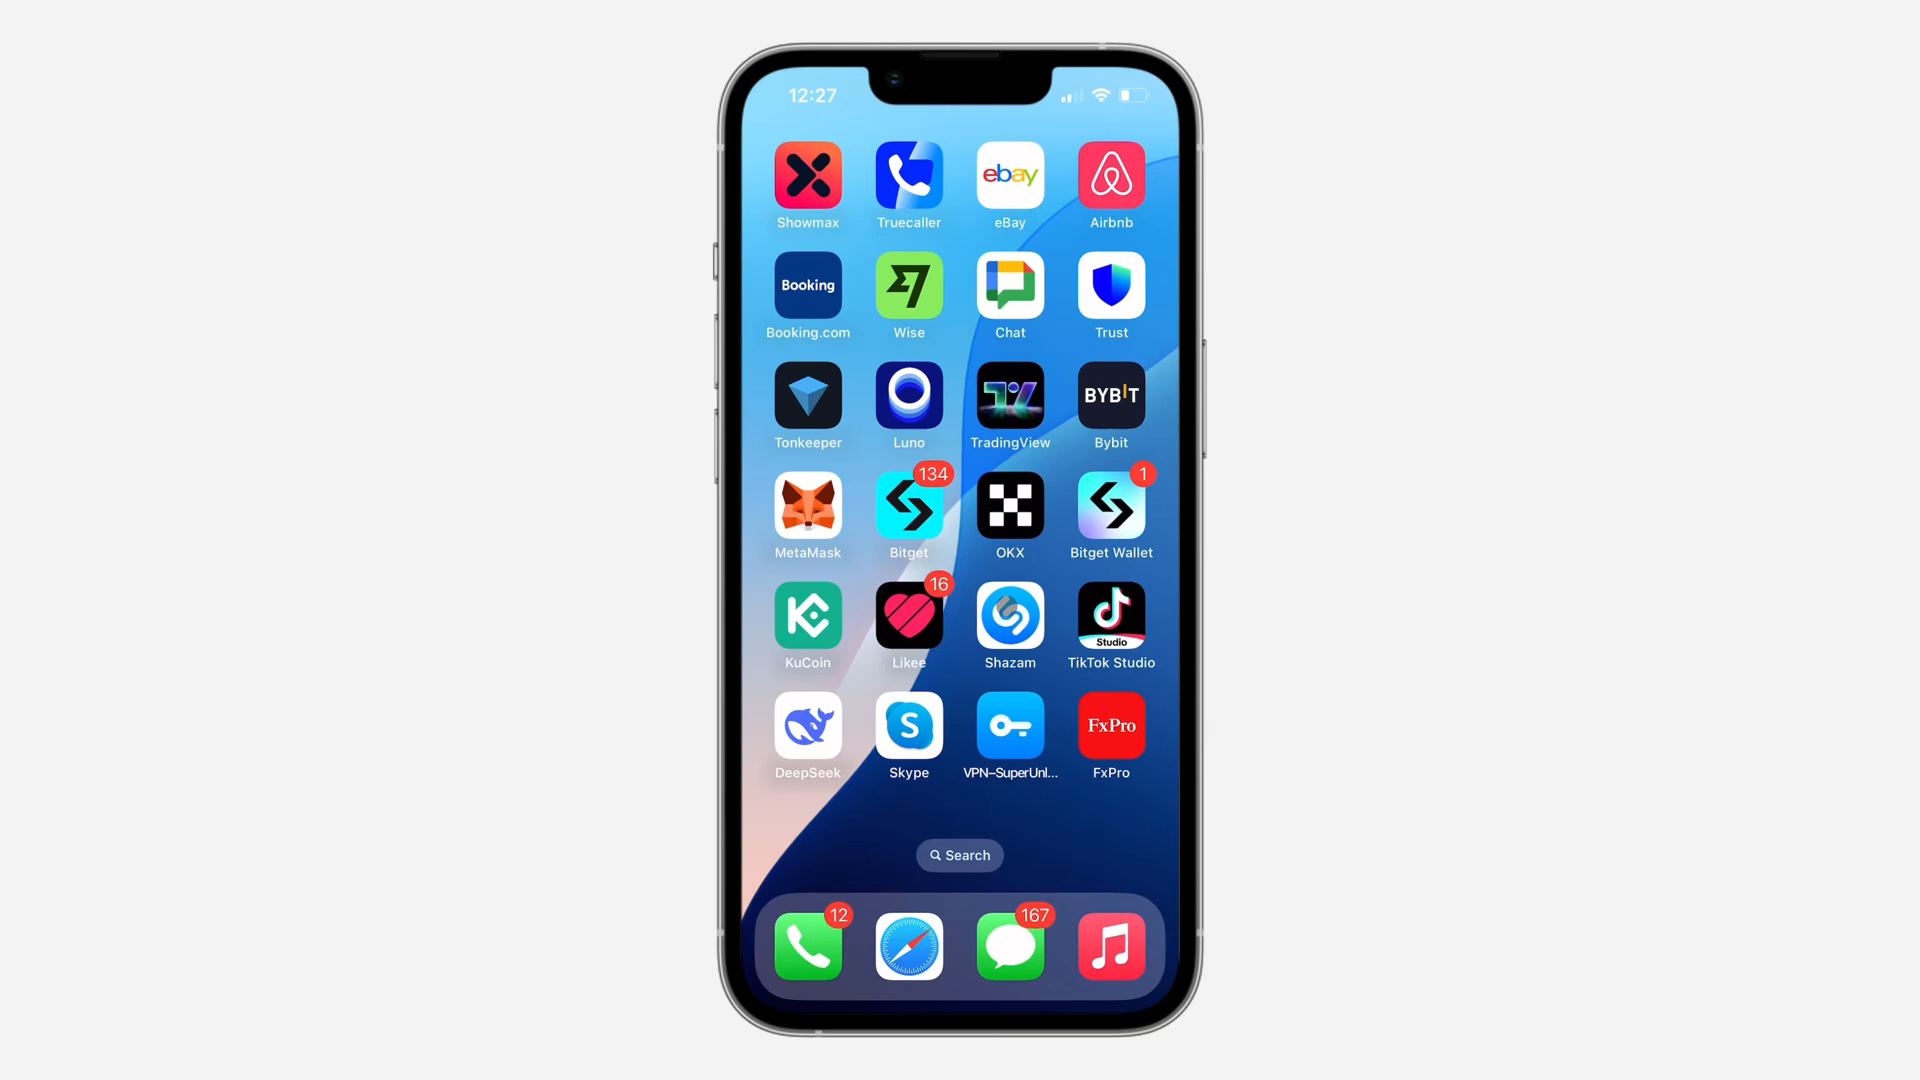 12:27
Showmax
Truecaller
ebay
eBay
Airbnb
Booking
Booking.com
Wise
Chat
Trust
Tonkeeper
Luno
TradingView
BYBIT
Bybit
MetaMask
134
Bitget
OKX
1
Bitget Wallet
KuCoin
16
Likee
Shazam
Studio
TikTok Studio
DeepSeek
S
Skype
VPN–SuperUnl...
FxPro
FxPro
Search
12
167